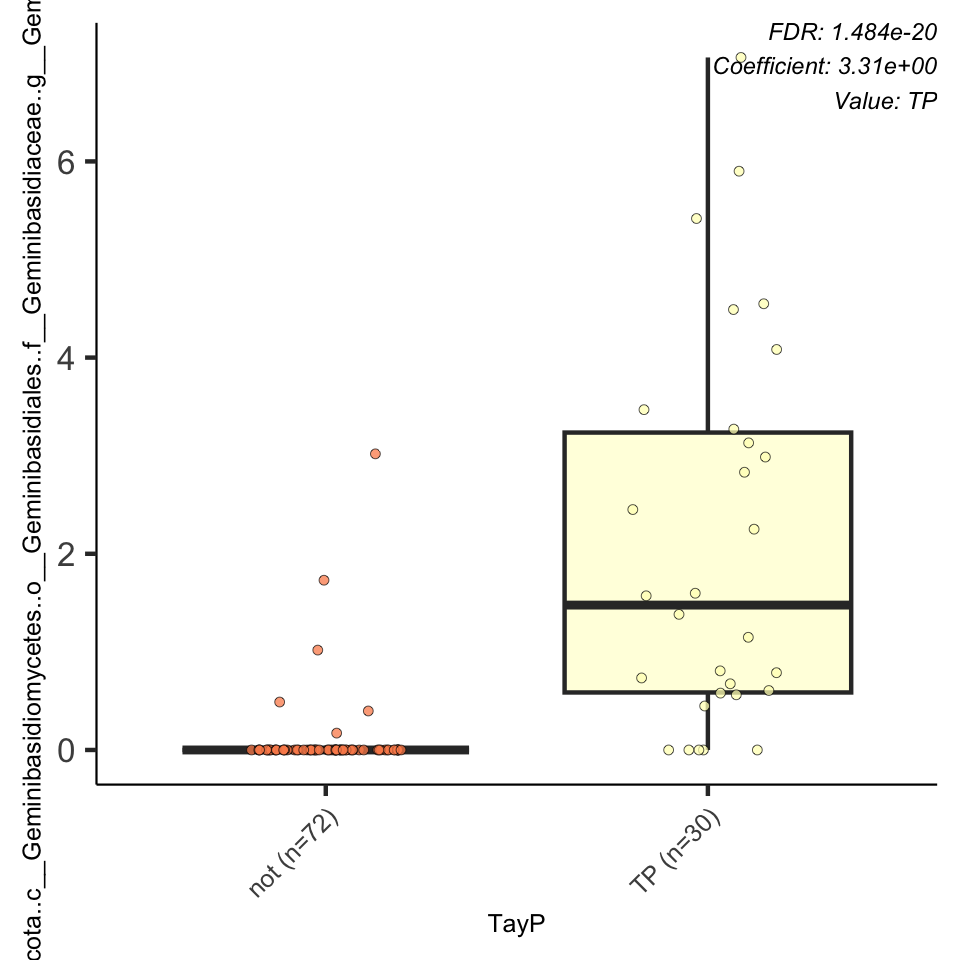 FDR: 1.484e-20
Coefficient: 3.31e+00
Value: TP
cota..c__Geminibasidiomycetes..o__Geminibasidiales..f__Geminibasidiaceae..g__Gem
6
4
2
0
not (n=72)
TP (n=30)
TayP